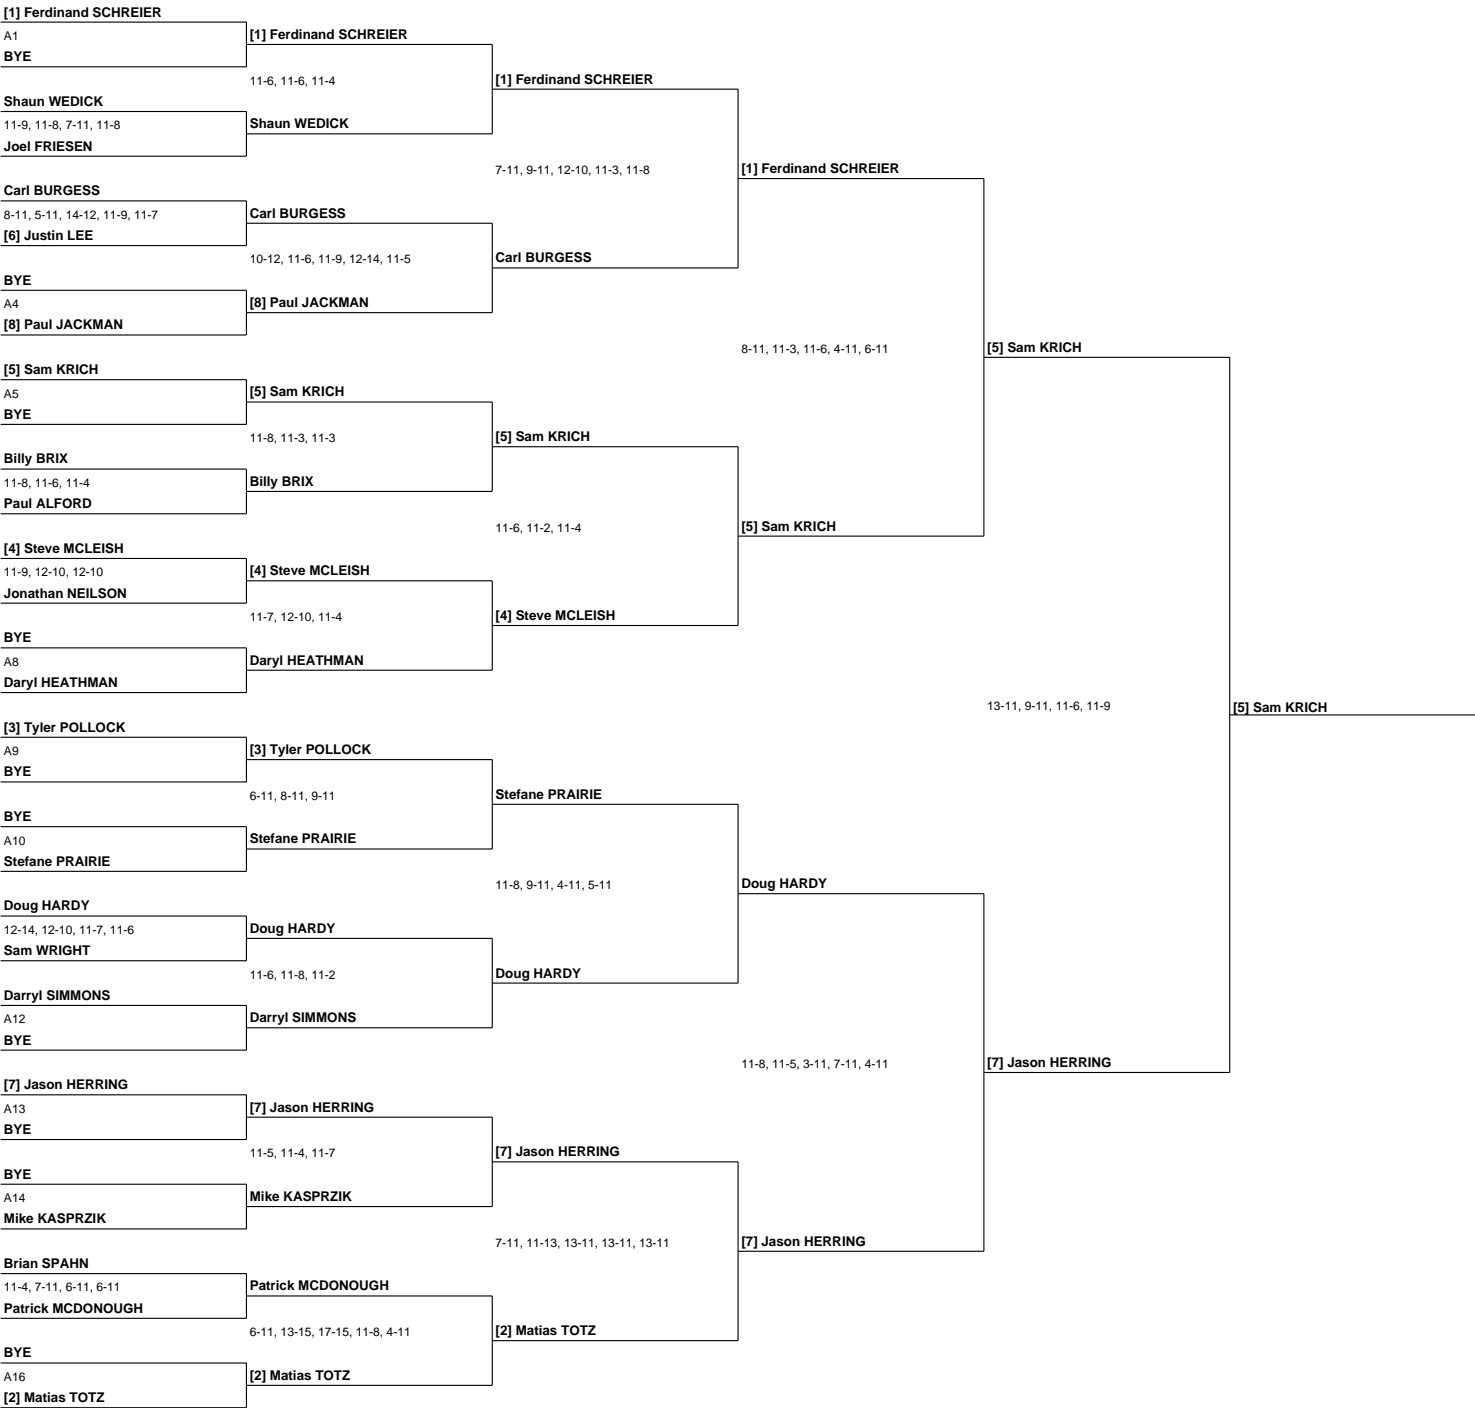 [1] Ferdinand SCHREIER
A1
[1] Ferdinand SCHREIER
BYE
11-6, 11-6, 11-4
[1] Ferdinand SCHREIER
Shaun WEDICK
11-9, 11-8, 7-11, 11-8
Shaun WEDICK
Joel FRIESEN
7-11, 9-11, 12-10, 11-3, 11-8
[1] Ferdinand SCHREIER
Carl BURGESS
8-11, 5-11, 14-12, 11-9, 11-7
Carl BURGESS
[6] Justin LEE
10-12, 11-6, 11-9, 12-14, 11-5
Carl BURGESS
BYE
A4
[8] Paul JACKMAN
[8] Paul JACKMAN
8-11, 11-3, 11-6, 4-11, 6-11
[5] Sam KRICH
[5] Sam KRICH
A5
[5] Sam KRICH
BYE
11-8, 11-3, 11-3
[5] Sam KRICH
Billy BRIX
11-8, 11-6, 11-4
Billy BRIX
Paul ALFORD
11-6, 11-2, 11-4
[5] Sam KRICH
[4] Steve MCLEISH
11-9, 12-10, 12-10
[4] Steve MCLEISH
Jonathan NEILSON
11-7, 12-10, 11-4
[4] Steve MCLEISH
BYE
A8
Daryl HEATHMAN
Daryl HEATHMAN
13-11, 9-11, 11-6, 11-9
[5] Sam KRICH
[3] Tyler POLLOCK
A9
[3] Tyler POLLOCK
BYE
6-11, 8-11, 9-11
Stefane PRAIRIE
BYE
A10
Stefane PRAIRIE
Stefane PRAIRIE
11-8, 9-11, 4-11, 5-11
Doug HARDY
Doug HARDY
12-14, 12-10, 11-7, 11-6
Doug HARDY
Sam WRIGHT
11-6, 11-8, 11-2
Doug HARDY
Darryl SIMMONS
A12
Darryl SIMMONS
BYE
11-8, 11-5, 3-11, 7-11, 4-11
[7] Jason HERRING
[7] Jason HERRING
A13
[7] Jason HERRING
BYE
11-5, 11-4, 11-7
[7] Jason HERRING
BYE
A14
Mike KASPRZIK
Mike KASPRZIK
7-11, 11-13, 13-11, 13-11, 13-11
[7] Jason HERRING
Brian SPAHN
11-4, 7-11, 6-11, 6-11
Patrick MCDONOUGH
Patrick MCDONOUGH
6-11, 13-15, 17-15, 11-8, 4-11
[2] Matias TOTZ
BYE
A16
[2] Matias TOTZ
[2] Matias TOTZ